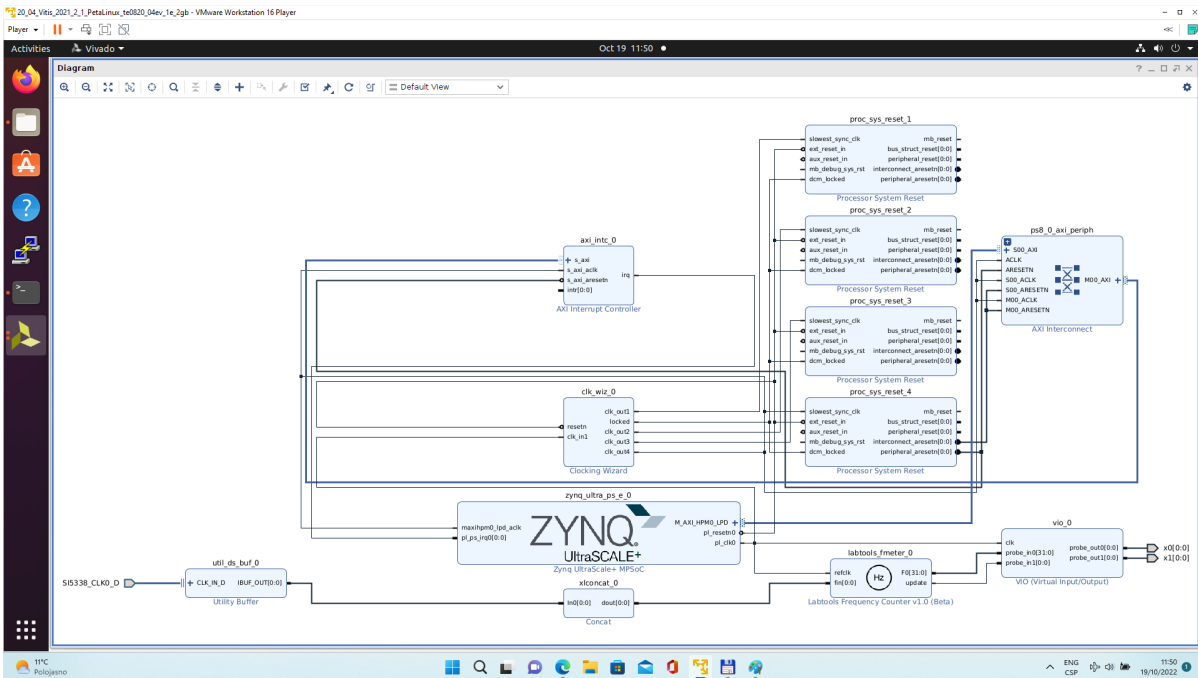 20_04_Vitis_2021_2_1_PetaLinux_te0820_04ev_1e_2gb - VMware Workstation 16 Player
Player
Activities
Vivado
Oct 19 11:50
Diagram
Default View
proc_sys_reset_1
slowest_sync_clk
mb_reset
ext_reset_in
bus_struct_reset[0:0]
aux_reset_in
peripheral_reset[0:0]
mb_debug_sys_rst
interconnect_aresetn[0:0]
dcm_locked
peripheral_aresetn[0:0]
Processor System Reset
proc_sys_reset_2
slowest_sync_clk
mb_reset
ext_reset_in
bus_struct_reset[0:0]
aux_reset_in
peripheral_reset[0:0]
mb_debug_sys_rst
interconnect_aresetn[0:0]
dcm_locked
peripheral_aresetn[0:0]
Processor System Reset
axi_intc_0
s_axi
s_axi_aclk
s_axi_aresetn
intr[0:0]
irq
AXI Interrupt Controller
ps8_0_axi_periph
S00_AXI
ACLK
ARESETN
S00_ACLK
S00_ARESETN
M00_ACLK
M00_ARESETN
M00_AXI
AXI Interconnect
proc_sys_reset_3
slowest_sync_clk
mb_reset
ext_reset_in
bus_struct_reset[0:0]
aux_reset_in
peripheral_reset[0:0]
mb_debug_sys_rst
interconnect_aresetn[0:0]
dcm_locked
peripheral_aresetn[0:0]
Processor System Reset
clk_wiz_0
resetn
clk_in1
clk_out1
locked
clk_out2
clk_out3
clk_out4
Clocking Wizard
proc_sys_reset_4
slowest_sync_clk
mb_reset
ext_reset_in
bus_struct_reset[0:0]
aux_reset_in
peripheral_reset[0:0]
mb_debug_sys_rst
interconnect_aresetn[0:0]
dcm_locked
peripheral_aresetn[0:0]
Processor System Reset
zynq_ultra_ps_e_0
maxihpm0_lpd_aclk
pl_ps_irq0[0:0]
ZYNQ
UltraSCALE+
M_AXI_HPM0_LPD
pl_resetn0
pl_clk0
Zynq UltraScale+ MPSoC
vio_0
clk
probe_in0[31:0]
probe_in1[0:0]
probe_out0[0:0]
probe_out1[0:0]
x0[0:0]
x1[0:0]
VIO (Virtual Input/Output)
labtools_fmeter_0
refclk
fin[0:0]
Hz
F0[31:0]
update
Labtools Frequency Counter v1.0 (Beta)
util_ds_buf_0
SI5338_CLK0_D
CLK_IN_D
IBUF_OUT[0:0]
Utility Buffer
xlconcat_0
In0[0:0]
dout[0:0]
Concat
11°C
Polojasno
ENG
CSP
11:50
19/10/2022